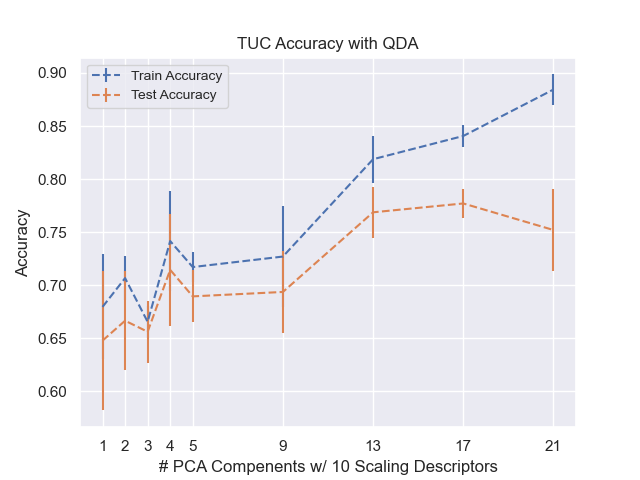 TUC Accuracy with QDA
Train Accuracy
Test Accuracy
0.90
0.85
0.80
0.75
0.70
0.65
0.60
Accuracy
1 2 3 4 5 9 13 17 21
# PCA Compenents w/ 10 Scaling Descriptors